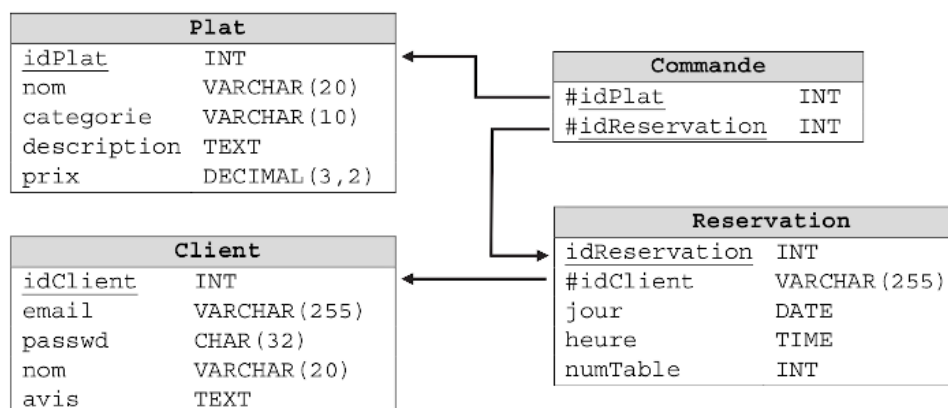 Plat
idPlat INT
nom VARCHAR(20)
categorie VARCHAR(10)
description TEXT
prix DECIMAL(3,2)
Commande
#idPlat INT
#idReservation INT
Client
idClient INT
email VARCHAR(255)
passwd CHAR(32)
nom VARCHAR(20)
avis TEXT
Reservation
idReservation INT
#idClient VARCHAR(255)
jour DATE
heure TIME
numTable INT